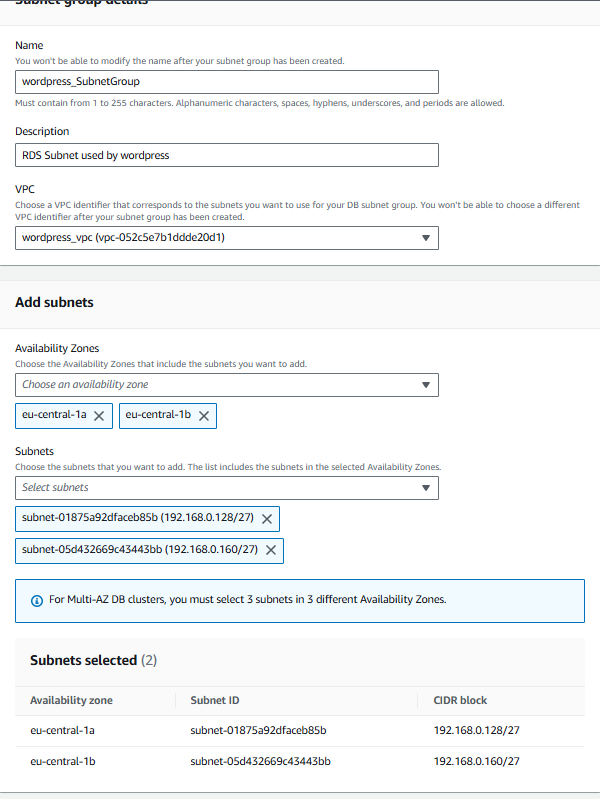 Subnet group details
Name
You won't be able to modify the name after your subnet group has been created.
wordpress_SubnetGroup
Must contain from 1 to 255 characters. Alphanumeric characters, spaces, hyphens, underscores, and periods are allowed.
Description
RDS Subnet used by wordpress
VPC
Choose a VPC identifier that corresponds to the subnets you want to use for your DB subnet group. You won't be able to choose a different
VPC identifier after your subnet group has been created.
wordpress_vpc (vpc-052c5e7b1ddde20d1)
Add subnets
Availability Zones
Choose the Availability Zones that include the subnets you want to add.
Choose an availability zone
eu-central-1a eu-central-1b
Subnets
Choose the subnets that you want to add. The list includes the subnets in the selected Availability Zones.
Select subnets
subnet-01875a92dfaceb85b (192.168.0.128/27)
subnet-05d432669c43443bb (192.168.0.160/27)
For Multi-AZ DB clusters, you must select 3 subnets in 3 different Availability Zones.
Subnets selected (2)
Availability zone Subnet ID CIDR block
eu-central-1a subnet-01875a92dfaceb85b 192.168.0.128/27
eu-central-1b subnet-05d432669c43443bb 192.168.0.160/27